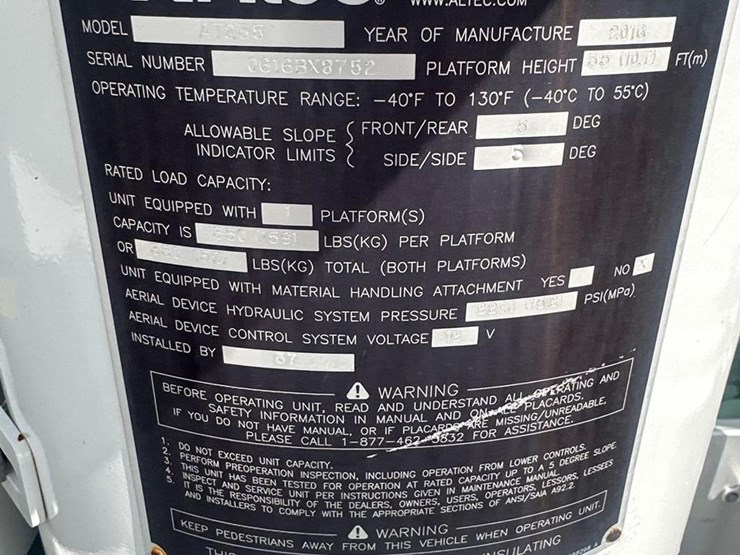 WWW.ALTEC.COM
MODEL
YEAR OF MANUFACTURE
SERIAL NUMBER 0616BX8752
PLATFORM HEIGHT FT(m)
OPERATING TEMPERATURE RANGE: -40°F TO 130°F (-40°C TO 55°C)
ALLOWABLE SLOPE { FRONT/REAR 5 DEG
INDICATOR LIMITS SIDE/SIDE 5 DEG
RATED LOAD CAPACITY:
UNIT EQUIPPED WITH 1 PLATFORM(S)
CAPACITY IS LBS(KG) PER PLATFORM
OR LBS(KG) TOTAL (BOTH PLATFORMS)
UNIT EQUIPPED WITH MATERIAL HANDLING ATTACHMENT YES NO X
AERIAL DEVICE HYDRAULIC SYSTEM PRESSURE PSI(MPa)
AERIAL DEVICE CONTROL SYSTEM VOLTAGE 12 V
INSTALLED BY
⚠ WARNING
BEFORE OPERATING UNIT, READ AND UNDERSTAND ALL OPERATING AND
SAFETY INFORMATION IN MANUAL AND ON PLACARDS.
IF YOU DO NOT HAVE MANUAL, OR IF PLACARDS ARE MISSING/UNREADABLE,
PLEASE CALL 1-877-462- FOR ASSISTANCE.
1. DO NOT EXCEED UNIT CAPACITY.
2. PERFORM PREOPERATION INSPECTION, INCLUDING OPERATION FROM LOWER CONTROLS.
3. THIS UNIT HAS BEEN TESTED FOR OPERATION AT RATED CAPACITY UP TO A 5 DEGREE SLOPE
4. INSPECT AND SERVICE UNIT PER INSTRUCTIONS GIVEN IN MAINTENANCE MANUAL.
5. IT IS THE RESPONSIBILITY OF THE DEALERS, OWNERS, USERS, OPERATORS, LESSORS, LESSEES
AND INSTALLERS TO COMPLY WITH THE APPROPRIATE SECTIONS OF ANSI/SAIA A92.2.
⚠ WARNING
KEEP PEDESTRIANS AWAY FROM THIS VEHICLE WHEN OPERATING UNIT.
INSULATING